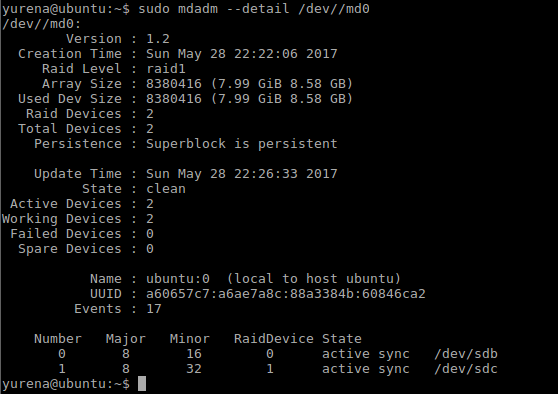 yurena@ubuntu:~$ sudo mdadm --detail /dev//md0
/dev//md0:
Version : 1.2
Creation Time : Sun May 28 22:22:06 2017
Raid Level : raid1
Array Size : 8380416 (7.99 GiB 8.58 GB)
Used Dev Size : 8380416 (7.99 GiB 8.58 GB)
Raid Devices : 2
Total Devices : 2
Persistence : Superblock is persistent
Update Time : Sun May 28 22:26:33 2017
State : clean
Active Devices : 2
Working Devices : 2
Failed Devices : 0
Spare Devices : 0
Name : ubuntu:0  (local to host ubuntu)
UUID : a60657c7:a6ae7a8c:88a3384b:60846ca2
Events : 17
Number   Major   Minor   RaidDevice State
0       8       16        0      active sync   /dev/sdb
1       8       32        1      active sync   /dev/sdc
yurena@ubuntu:~$